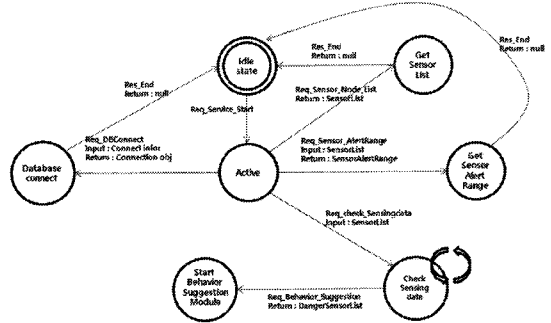 Idle
state
Res_End
Return : null
Get
Sensor
List
Res_End
Return : null
Res_End
Return : null
Req_Service_Start
Req_Sensor_Node_List
Return : SensorList
Req_DBConnect
Input : Connect infor
Return : Connection obj
Req_Sensor_AlertRange
Input : SensorList
Return : SensorAlertRange
Database
connect
Active
Get
Sensor
Alert
Range
Req_check_Sensingdata
Input : SensorList
Start
Behavior
Suggestion
Module
Req_Behavior_Suggestion
Return : DangerSensorList
Check
Sensing
data